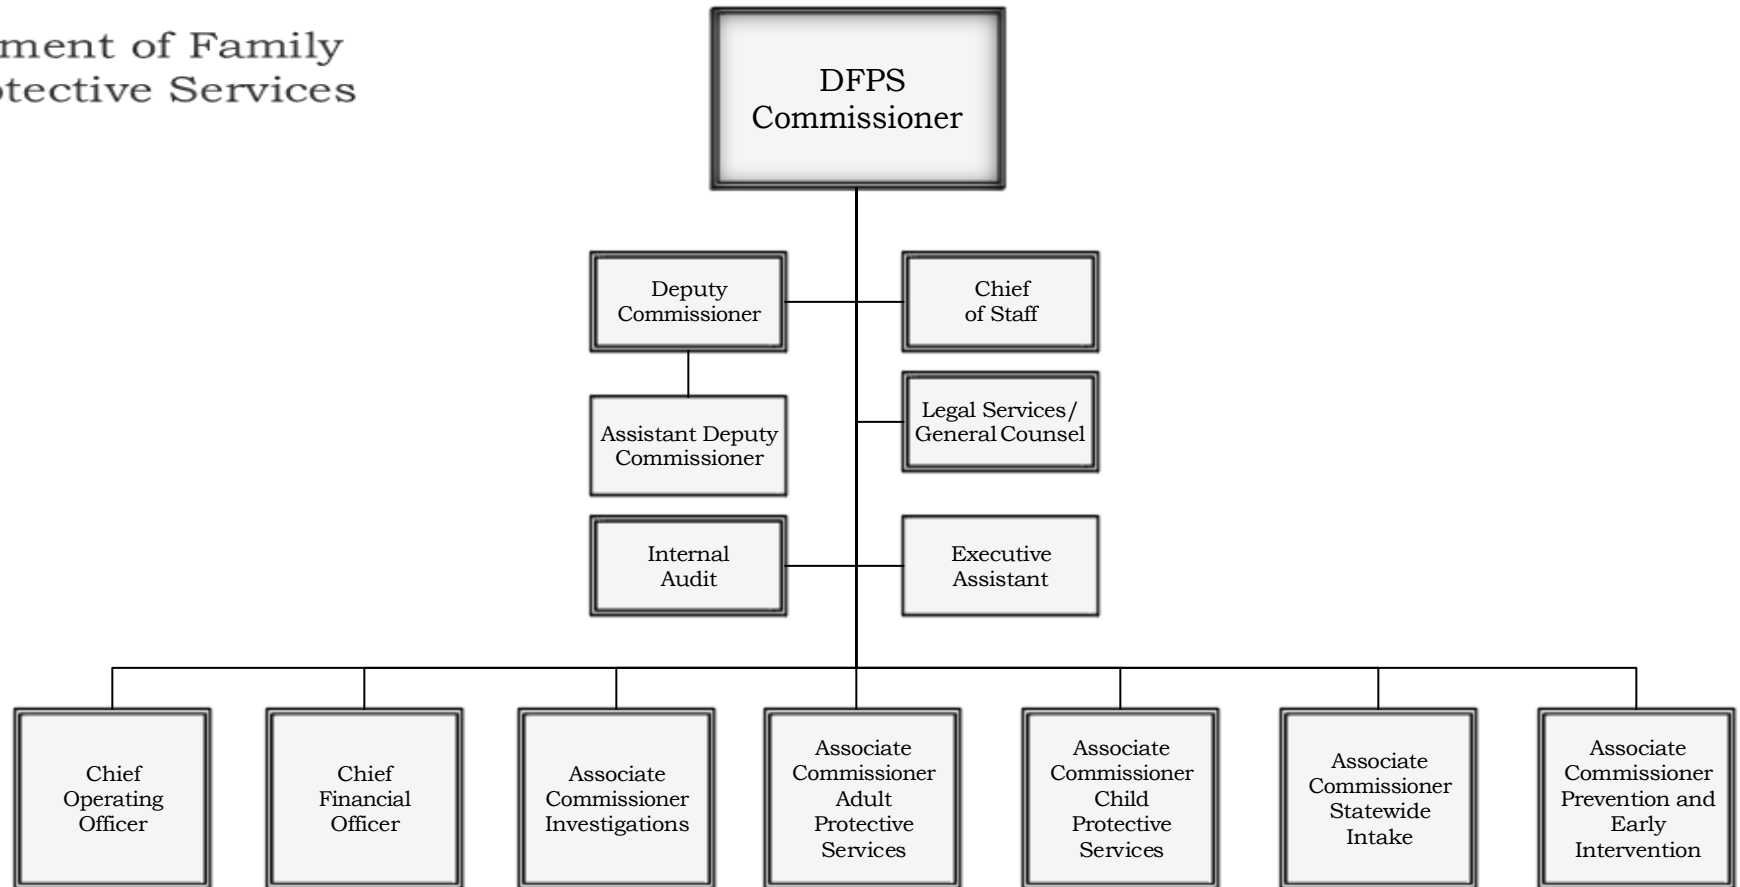 ment of Family
tective Services
DFPS
Commissioner
Deputy
Commissioner
Chief
of Staff
Assistant Deputy
Commissioner
Legal Services/
General Counsel
Internal
Audit
Executive
Assistant
Chief
Operating
Officer
Chief
Financial
Officer
Associate
Commissioner
Investigations
Associate
Commissioner
Adult
Protective
Services
Associate
Commissioner
Child
Protective
Services
Associate
Commissioner
Statewide
Intake
Associate
Commissioner
Prevention and
Early
Intervention